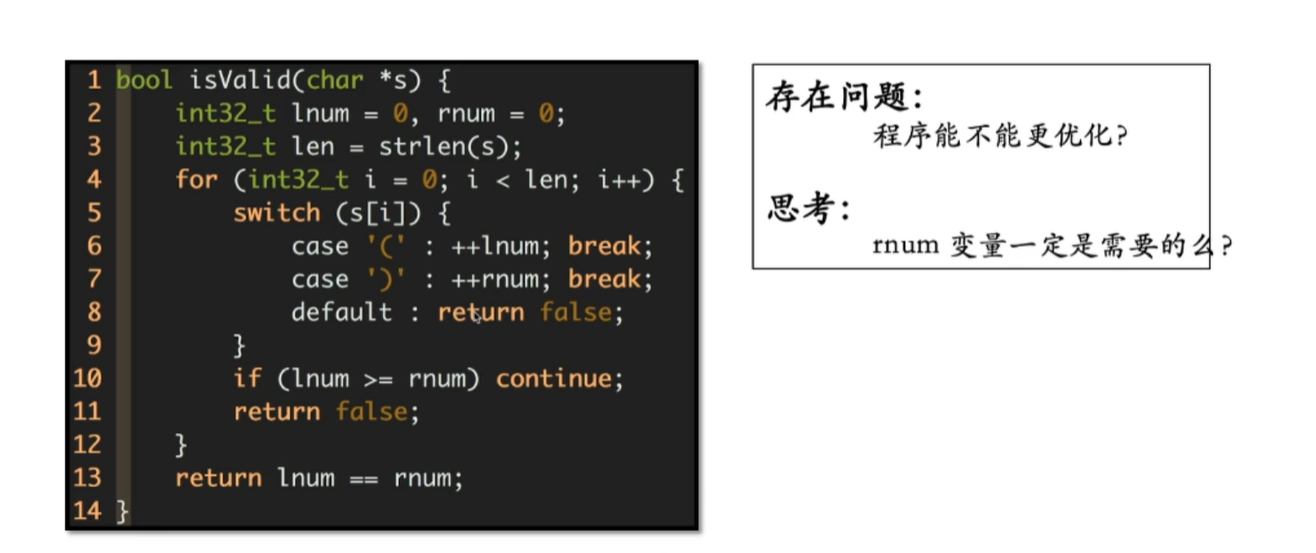 1 bool isValid(char *s) {
2     int32_t lnum = 0, rnum = 0;
3     int32_t len = strlen(s);
4     for (int32_t i = 0; i < len; i++) {
5         switch (s[i]) {
6             case '(' : ++lnum; break;
7             case ')' : ++rnum; break;
8             default : return false;
9         }
10         if (lnum >= rnum) continue;
11         return false;
12     }
13     return lnum == rnum;
14 }
存在问题:
程序能不能更优化?
思考:
rnum 变量一定是需要的么?